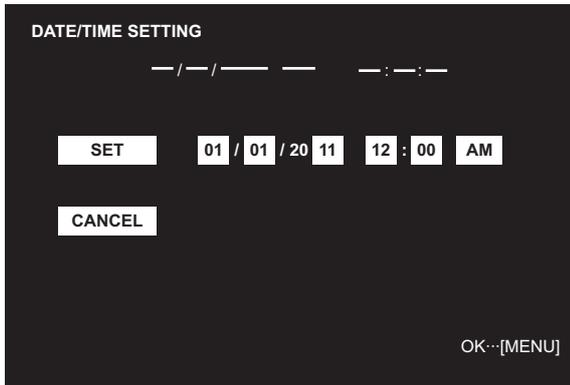 DATE/TIME SETTING
—/—/—— —— —:—:—
SET 01 / 01 / 20 11 12 : 00 AM
CANCEL
OK···[MENU]